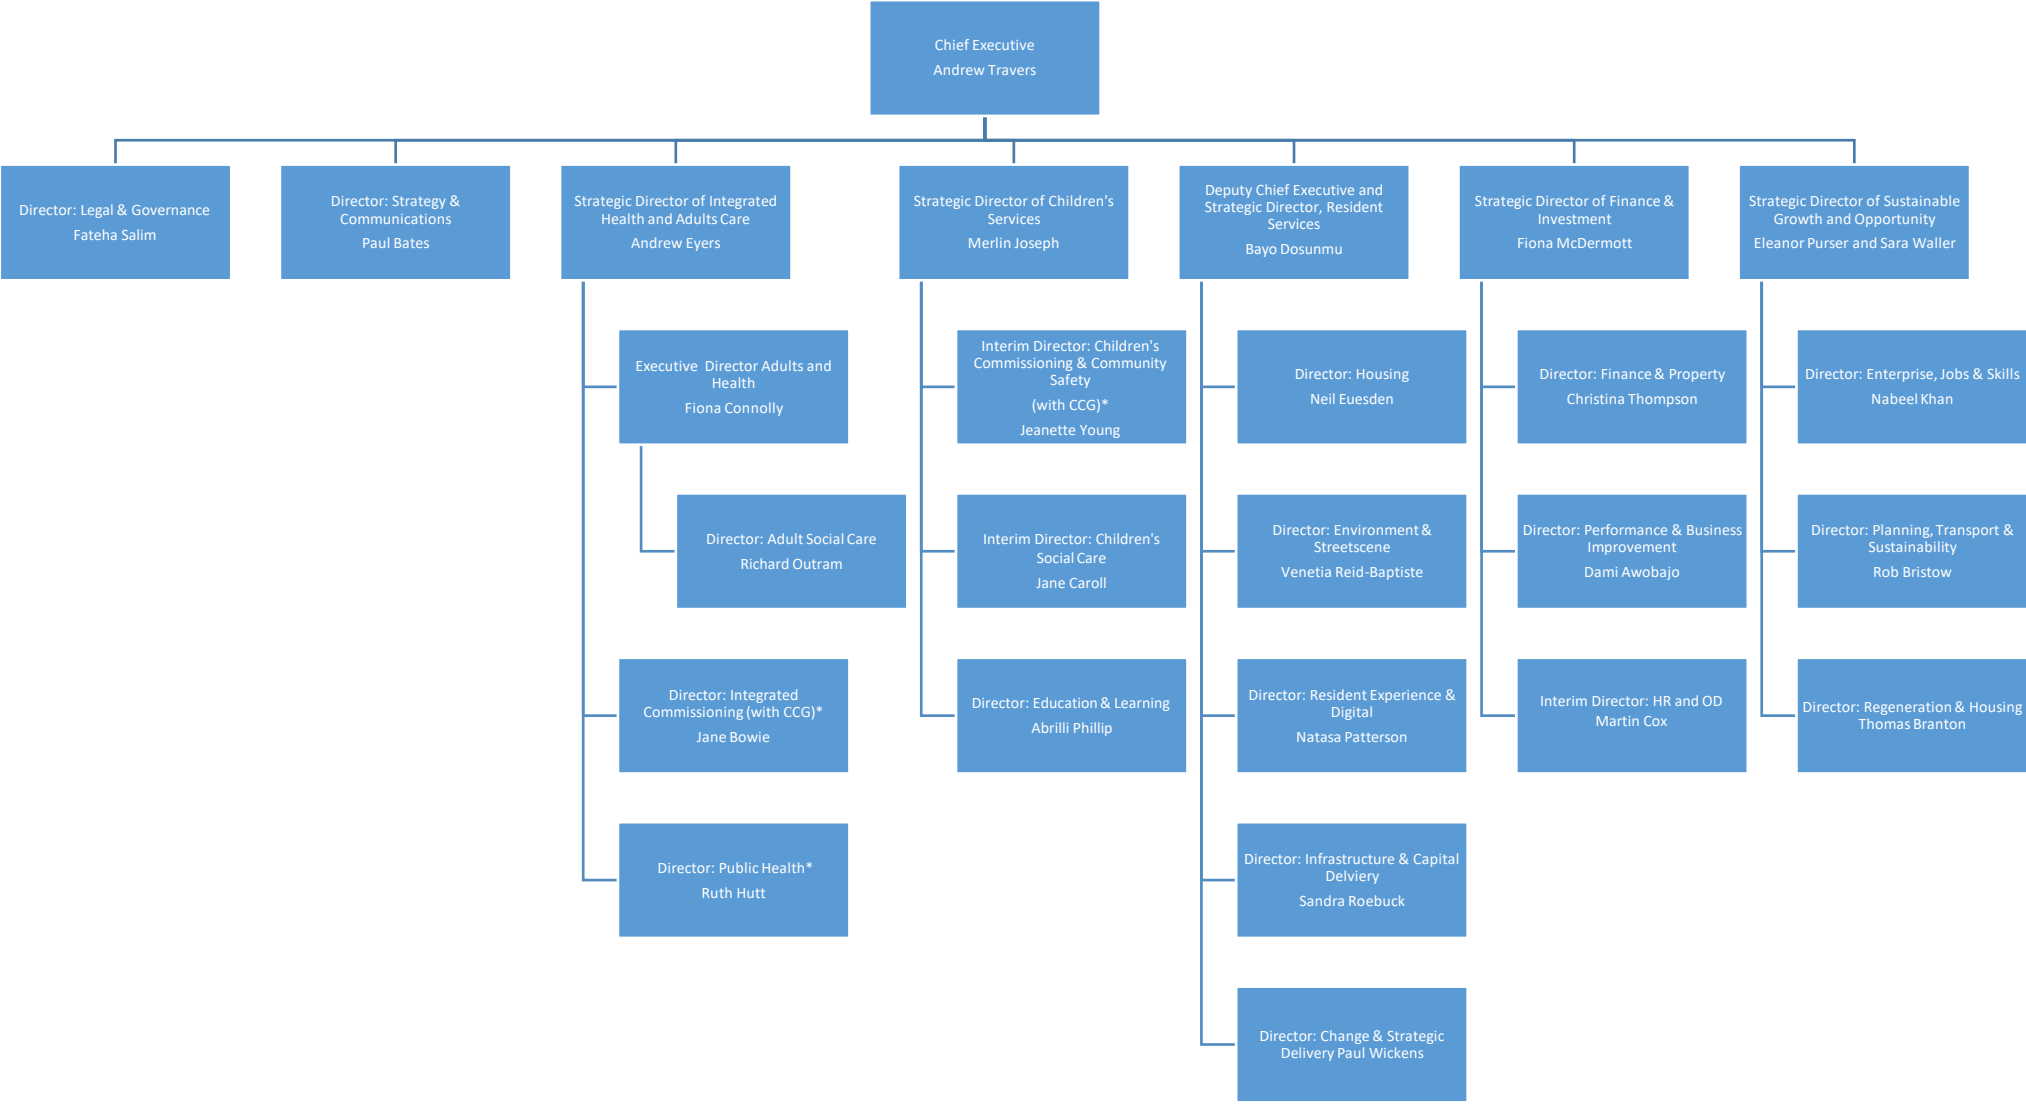 Chief Executive
Andrew Travers
Director: Legal & Governance
Fateha Salim
Director: Strategy &
Communications
Paul Bates
Strategic Director of Integrated
Health and Adults Care
Andrew Eyers
Strategic Director of Children's
Services
Merlin Joseph
Deputy Chief Executive and
Strategic Director, Resident
Services
Bayo Dosunmu
Strategic Director of Finance &
Investment
Fiona McDermott
Strategic Director of Sustainable
Growth and Opportunity
Eleanor Purser and Sara Waller
Executive Director Adults and
Health
Fiona Connolly
Director: Adult Social Care
Richard Outram
Director: Integrated
Commissioning (with CCG)*
Jane Bowie
Director: Public Health*
Ruth Hutt
Interim Director: Children's
Commissioning & Community
Safety
(with CCG)*
Jeanette Young
Interim Director: Children's
Social Care
Jane Caroll
Director: Education & Learning
Abrilli Phillip
Director: Housing
Neil Euesden
Director: Environment &
Streetscene
Venetia Reid-Baptiste
Director: Resident Experience &
Digital
Natasa Patterson
Director: Infrastructure & Capital
Delviery
Sandra Roebuck
Director: Change & Strategic
Delivery Paul Wickens
Director: Finance & Property
Christina Thompson
Director: Performance & Business
Improvement
Dami Awobajo
Interim Director: HR and OD
Martin Cox
Director: Enterprise, Jobs & Skills
Nabeel Khan
Director: Planning, Transport &
Sustainability
Rob Bristow
Director: Regeneration & Housing
Thomas Branton